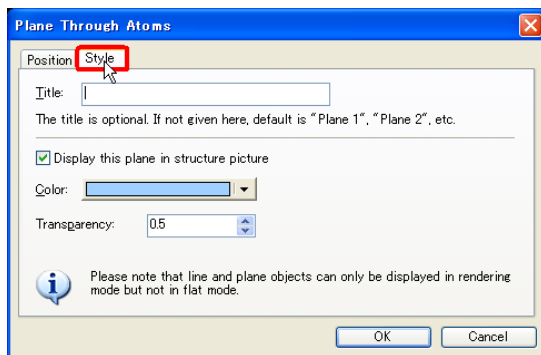 Plane Through Atoms
Position Style
Title:
The title is optional. If not given here, default is "Plane 1", "Plane 2", etc.
Display this plane in structure picture
Color:
Transparency: 0.5
Please note that line and plane objects can only be displayed in rendering
mode but not in flat mode.
OK Cancel